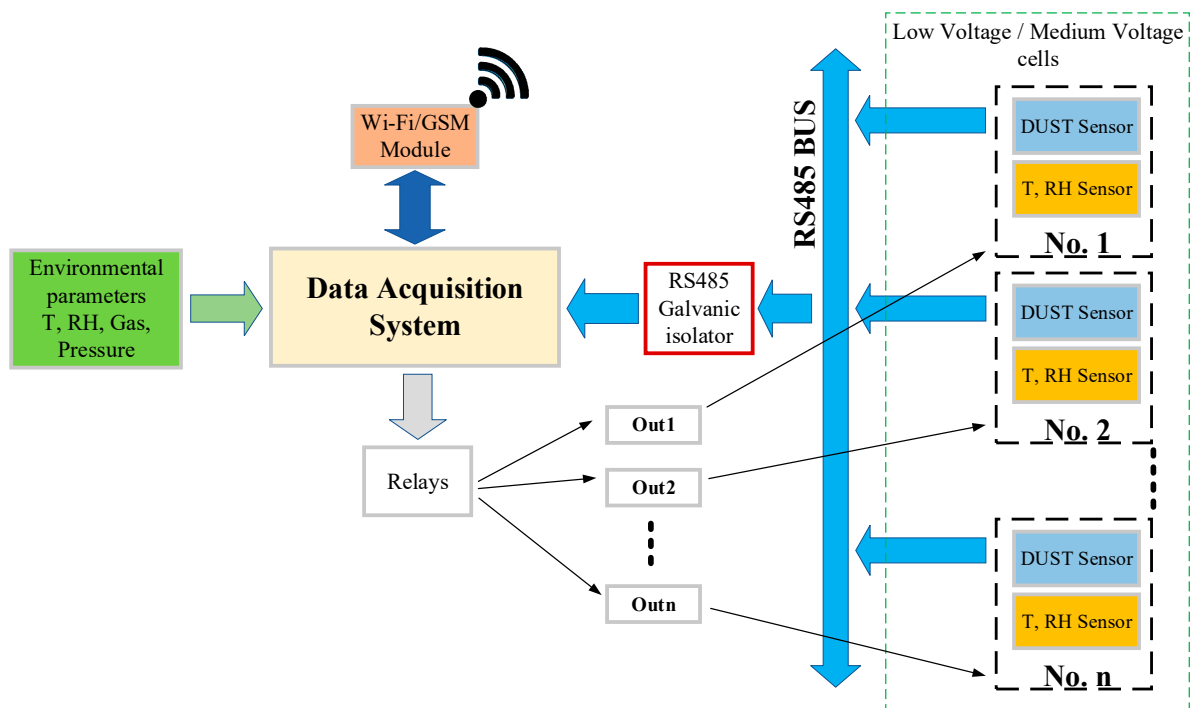 Low Voltage / Medium Voltage
cells
Wi-Fi/GSM
Module
RS485 BUS
DUST Sensor
T, RH Sensor
No. 1
Environmental
parameters
T, RH, Gas,
Pressure
Data Acquisition
System
RS485
Galvanic
isolator
DUST Sensor
T, RH Sensor
No. 2
Relays
Out1
Out2
Outn
DUST Sensor
T, RH Sensor
No. n